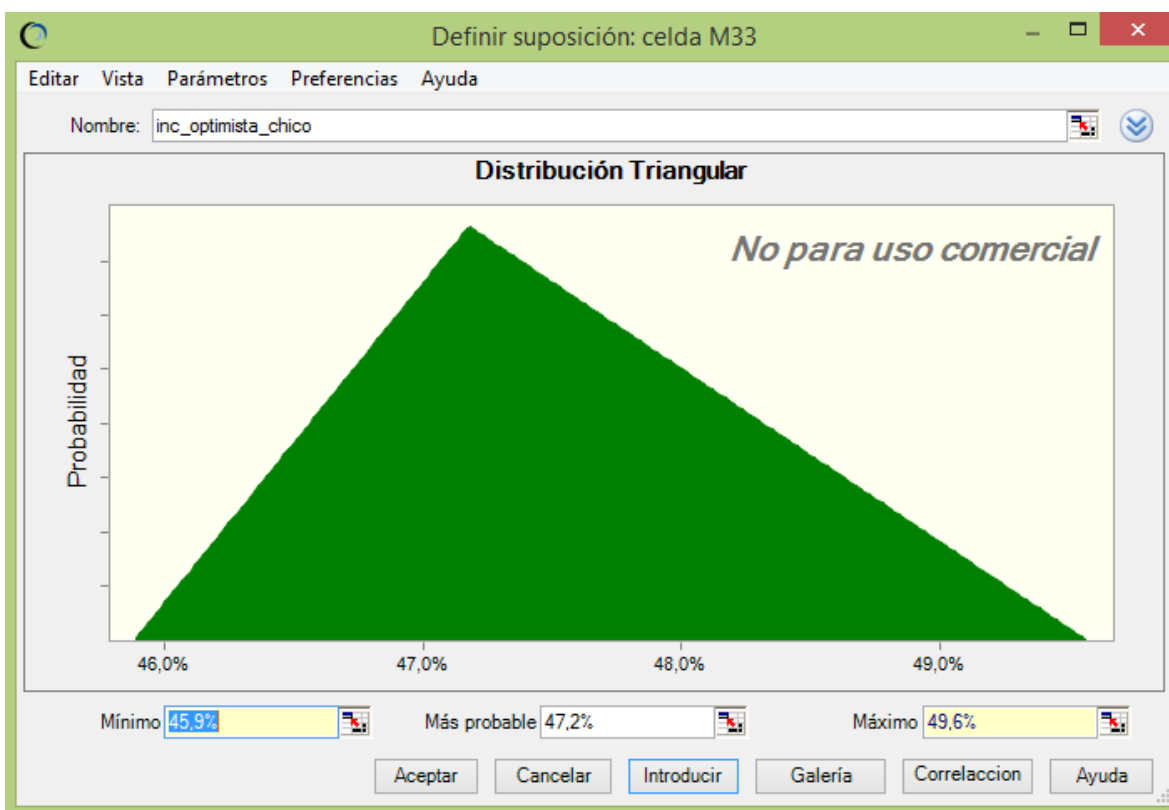 Definir suposición: celda M33
Editar Vista Parámetros Preferencias Ayuda
Nombre: inc_optimista_chico
Distribución Triangular
No para uso comercial
Probabilidad
46,0% 47,0% 48,0% 49,0%
Mínimo 45,9% Más probable 47,2% Máximo 49,6%
Aceptar Cancelar Introducir Galería Correlaccion Ayuda